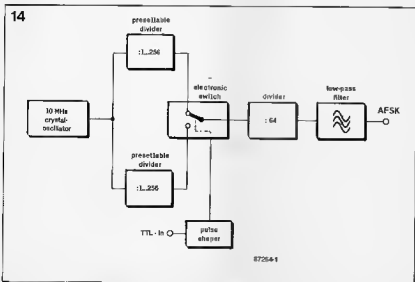 14
presettable
divider
:1...256
10 MHz
crystal-
oscillator
electronic
switch
divider
: 64
low-pass
filter
AFSK
presettable
divider
:1...256
TTL - In
pulse
shaper
87264-1